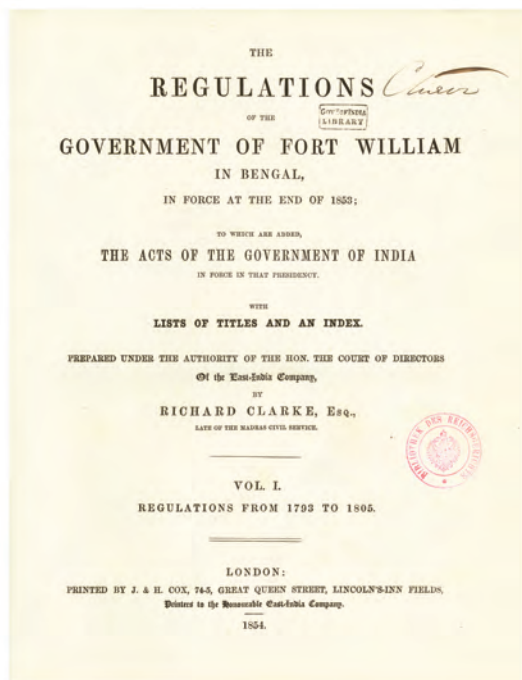 THE
REGULATIONS
OF THE
GOVERNMENT OF FORT WILLIAM
IN BENGAL,
IN FORCE AT THE END OF 1853;
TO WHICH ARE ADDED,
THE ACTS OF THE GOVERNMENT OF INDIA
IN FORCE IN THAT PRESIDENCY.
WITH
LISTS OF TITLES AND AN INDEX.
PREPARED UNDER THE AUTHORITY OF THE HON. THE COURT OF DIRECTORS
Of the East-India Company,
BY
RICHARD CLARKE, Esq.,
LATE OF THE MADRAS CIVIL SERVICE.
BIBLIOTHEK DES REICHSGERICHTS
VOL. I.
REGULATIONS FROM 1793 TO 1805.
LONDON:
PRINTED BY J. & H. COX, 74-5, GREAT QUEEN STREET, LINCOLN'S-INN FIELDS,
Printers to the Honourable East-India Company.
1854.